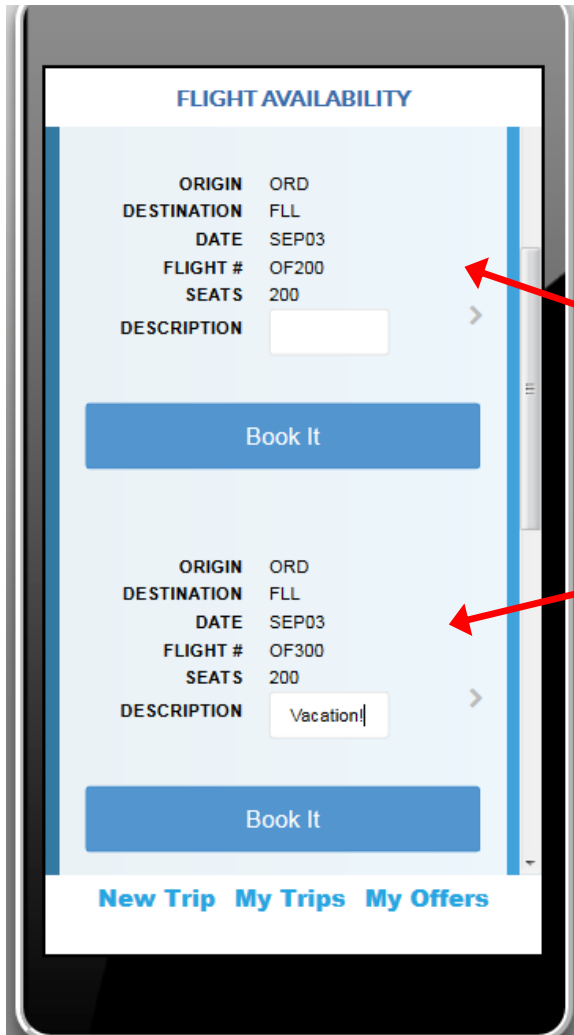 FLIGHT AVAILABILITY
ORIGIN ORD
DESTINATION FLL
DATE SEP03
FLIGHT # OF200
SEATS 200
DESCRIPTION
Book It
ORIGIN ORD
DESTINATION FLL
DATE SEP03
FLIGHT # OF300
SEATS 200
DESCRIPTION Vacation!
Book It
New Trip My Trips My Offers